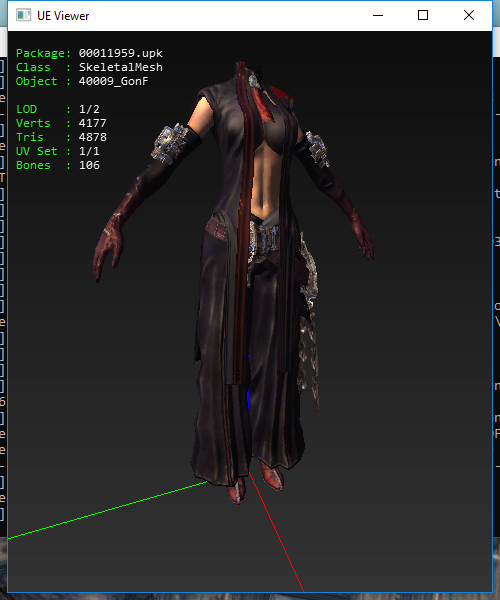 UE Viewer
Package: 00011959.upk
Class : SkeletalMesh
Object : 40009_GonF
LOD : 1/2
Verts : 4177
Tris : 4878
UV Set : 1/1
Bones : 106